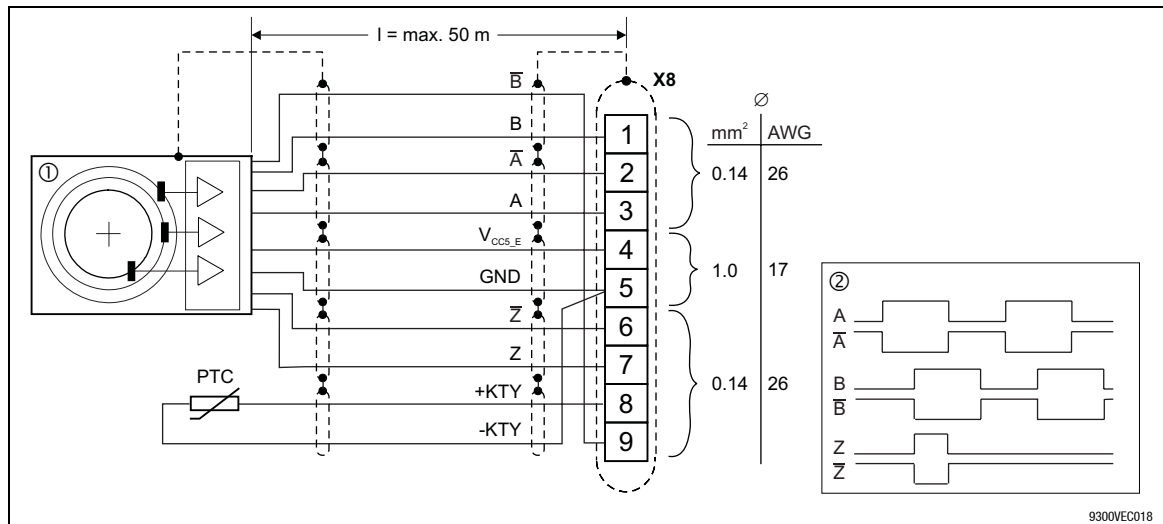 l = max. 50 m
X8
①
B̅
B
A̅
A
V_CC5_E
GND
Z̅
Z
+KTY
-KTY
PTC
1
2
3
4
5
6
7
8
9
∅
mm² AWG
0.14 26
1.0 17
0.14 26
②
A
A̅
B
B̅
Z
Z̅
9300VEC018